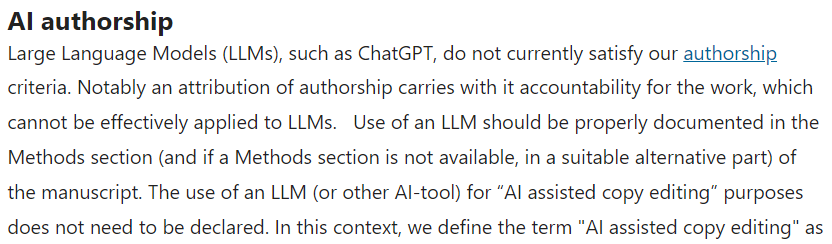 AI authorship
Large Language Models (LLMs), such as ChatGPT, do not currently satisfy our authorship
criteria. Notably an attribution of authorship carries with it accountability for the work, which
cannot be effectively applied to LLMs.   Use of an LLM should be properly documented in the
Methods section (and if a Methods section is not available, in a suitable alternative part) of
the manuscript. The use of an LLM (or other AI-tool) for “AI assisted copy editing” purposes
does not need to be declared. In this context, we define the term "AI assisted copy editing" as